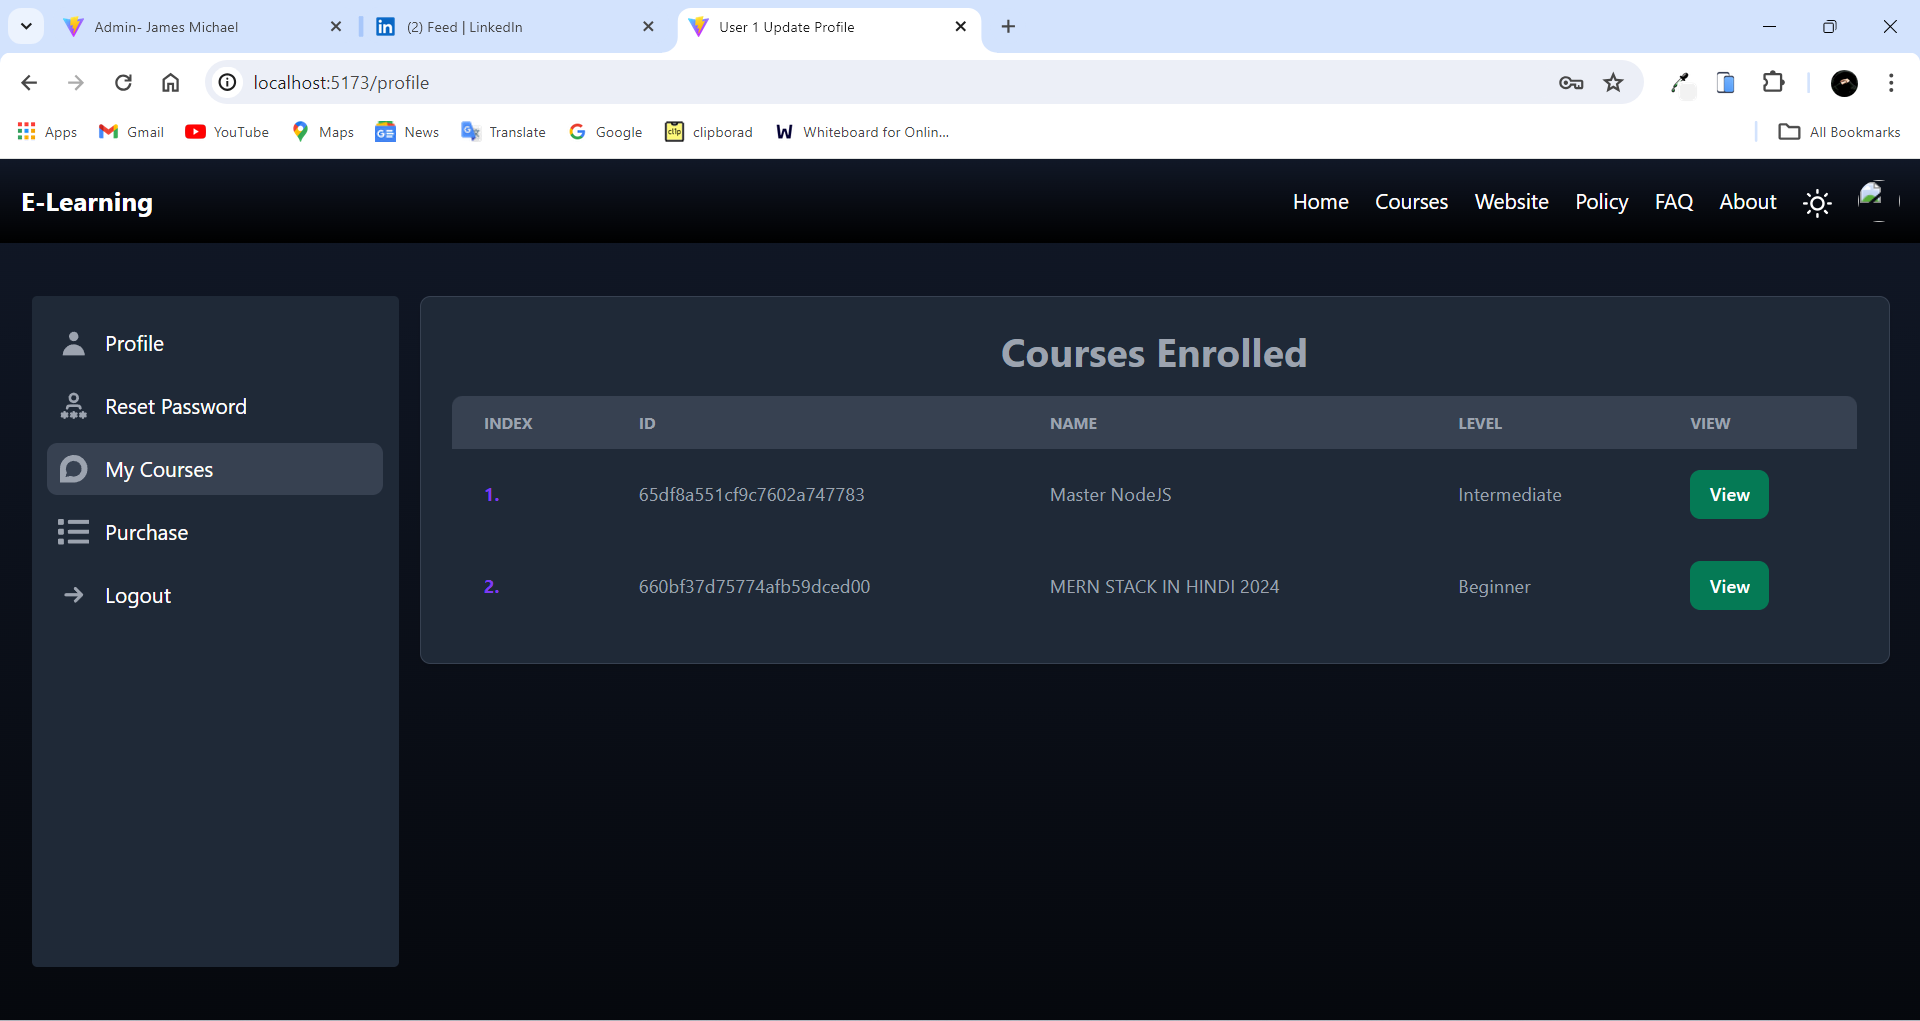 Admin- James Michael
(2) Feed | LinkedIn
User 1 Update Profile
localhost:5173/profile
Apps
Gmail
YouTube
Maps
News
Translate
Google
clipborad
Whiteboard for Onlin...
All Bookmarks
E-Learning
Home
Courses
Website
Policy
FAQ
About
Profile
Reset Password
My Courses
Purchase
Logout
Courses Enrolled
INDEX ID NAME LEVEL VIEW
1. 65df8a551cf9c7602a747783 Master NodeJS Intermediate View
2. 660bf37d75774afb59dced00 MERN STACK IN HINDI 2024 Beginner View